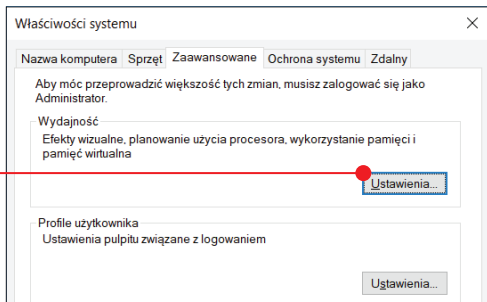 Właściwości systemu
Nazwa komputera Sprzęt Zaawansowane Ochrona systemu Zdalny
Aby móc przeprowadzić większość tych zmian, musisz zalogować się jako
Administrator.
Wydajność
Efekty wizualne, planowanie użycia procesora, wykorzystanie pamięci i
pamięć wirtualna
Ustawienia...
Profile użytkownika
Ustawienia pulpitu związane z logowaniem
Ustawienia...